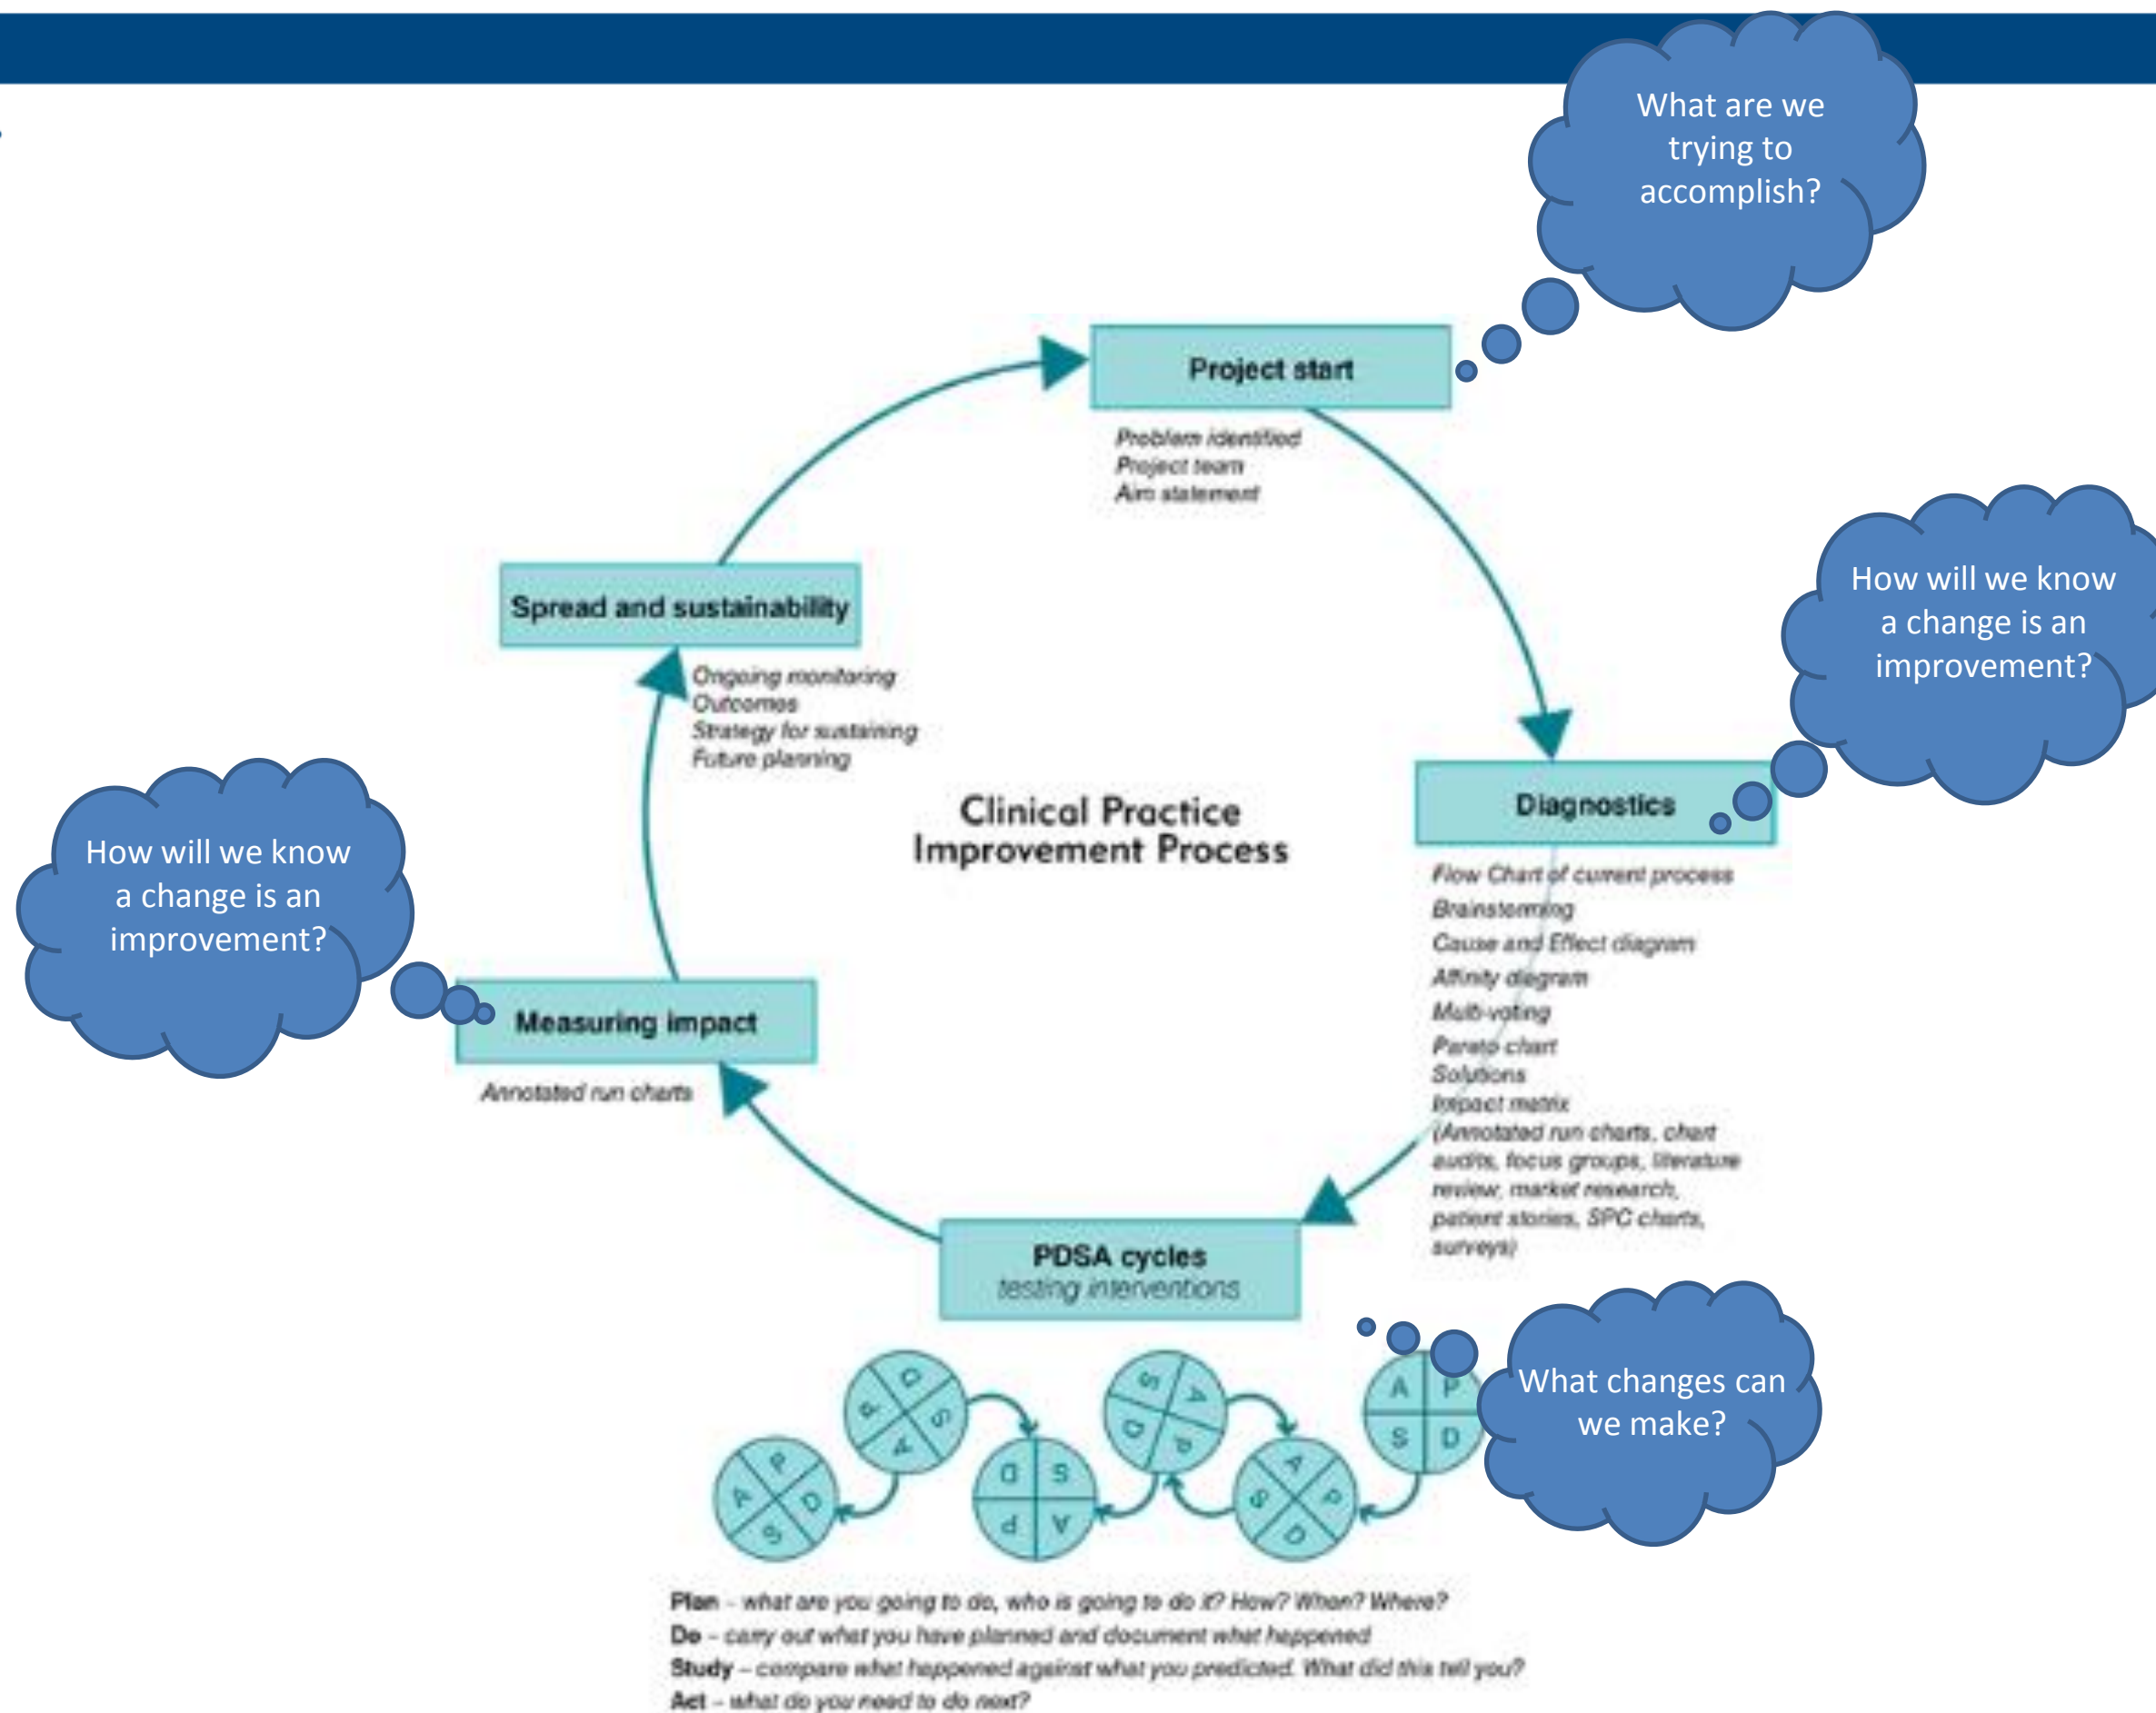 What are we
trying to
accomplish?
Project start
Problem identified
Project team
Aim statement
How will we know
a change is an
improvement?
Spread and sustainability
Ongoing monitoring
Outcomes
Strategy for sustaining
Future planning
Clinical Practice
Improvement Process
Diagnostics
Flow Chart of current process
Brainstorming
Cause and Effect diagram
Affinity diagram
Multi-voting
Pareto chart
Solutions
Impact matrix
(Annotated run charts, chart
audits, focus groups, literature
review, market research,
patient stories, SPC charts,
surveys)
How will we know
a change is an
improvement?
Measuring impact
Annotated run charts
PDSA cycles
testing interventions
What changes can
we make?
A P
S D
S A
D P
D S
P A
A P
S D
D S
P A
P D
A S
Plan – what are you going to do, who is going to do it? How? When? Where?
Do – carry out what you have planned and document what happened
Study – compare what happened against what you predicted. What did this tell you?
Act – what do you need to do next?